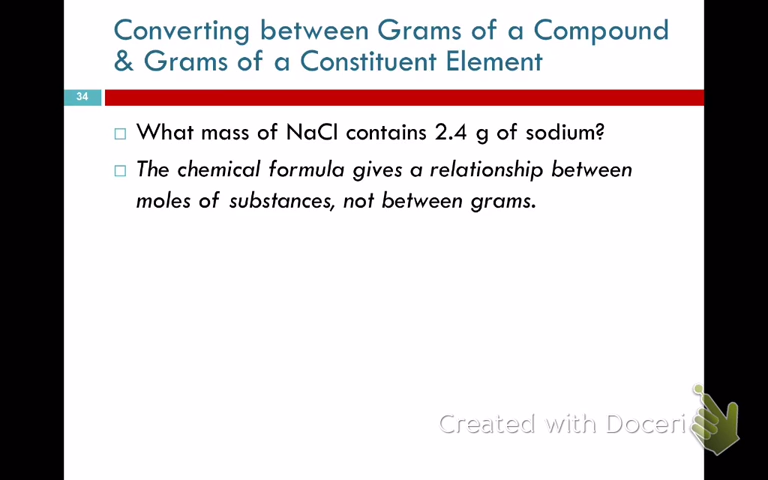 Converting between Grams of a Compound
& Grams of a Constituent Element
34
What mass of NaCl contains 2.4 g of sodium?
The chemical formula gives a relationship between
moles of substances, not between grams.
Created with Doceri